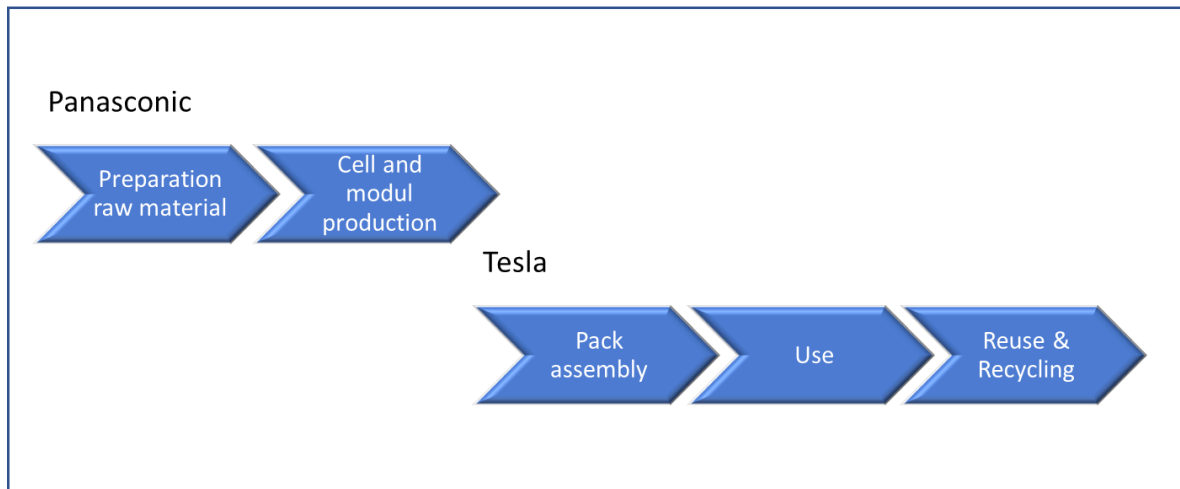 Panasconic
Preparation
raw material
Cell and
modul
production
Tesla
Pack
assembly
Use
Reuse &
Recycling